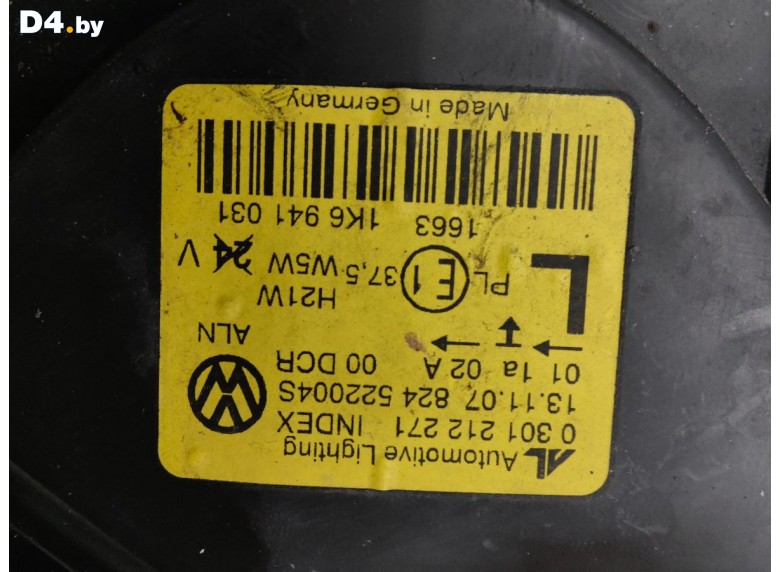 D4.by
AL Automotive Lighting
0 301 212 271 INDEX
13.11.07 824 522004S
01 1a 02 A 00 DCR
ALN
H21W
L PL E1 37,5 W5W 24 V
1663 1K6 941 031
Made in Germany